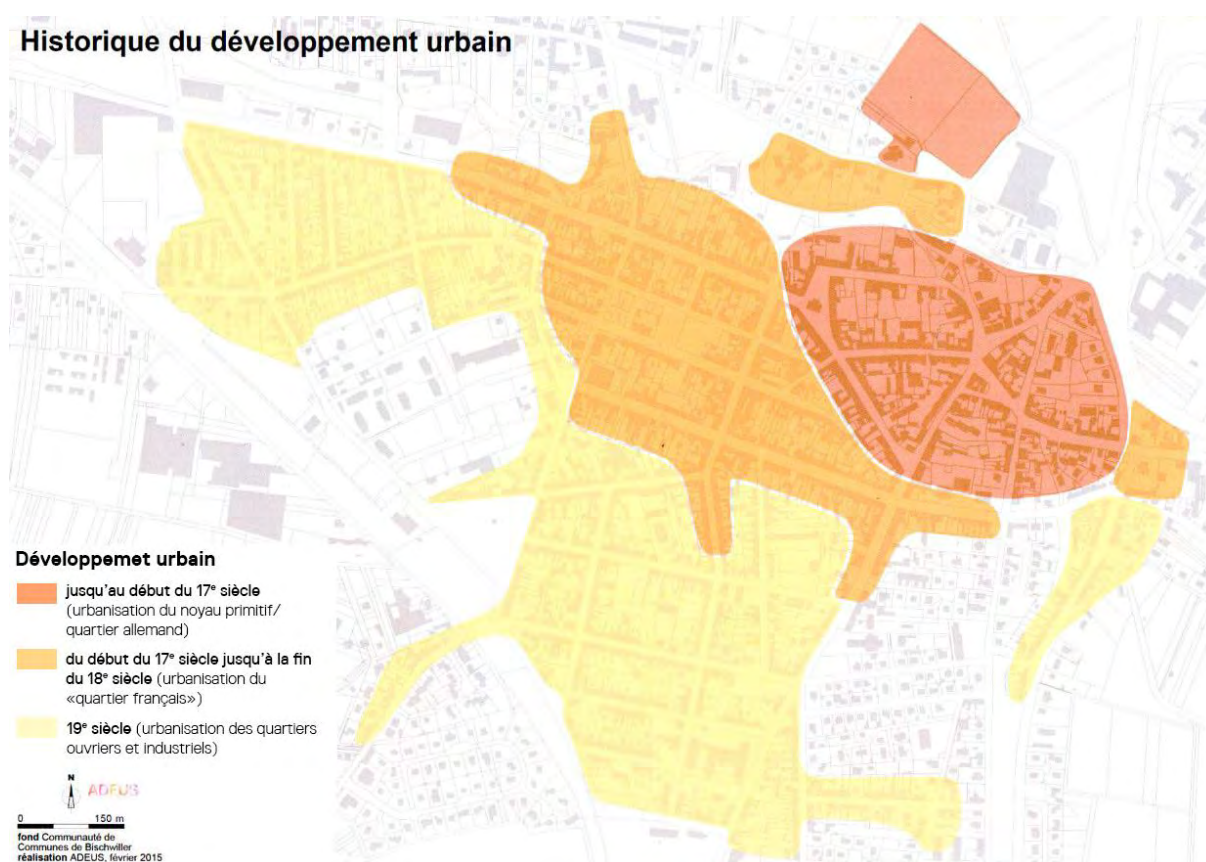 Historique du développement urbain
Développemet urbain
jusqu'au début du 17e siècle
(urbanisation du noyau primitif/
quartier allemand)
du début du 17e siècle jusqu'à la fin
du 18e siècle (urbanisation du
«quartier français»)
19e siècle (urbanisation des quartiers
ouvriers et industriels)
N
ADEUS
0 150 m
fond Communauté de
Communes de Bischwiller
réalisation ADEUS, février 2015